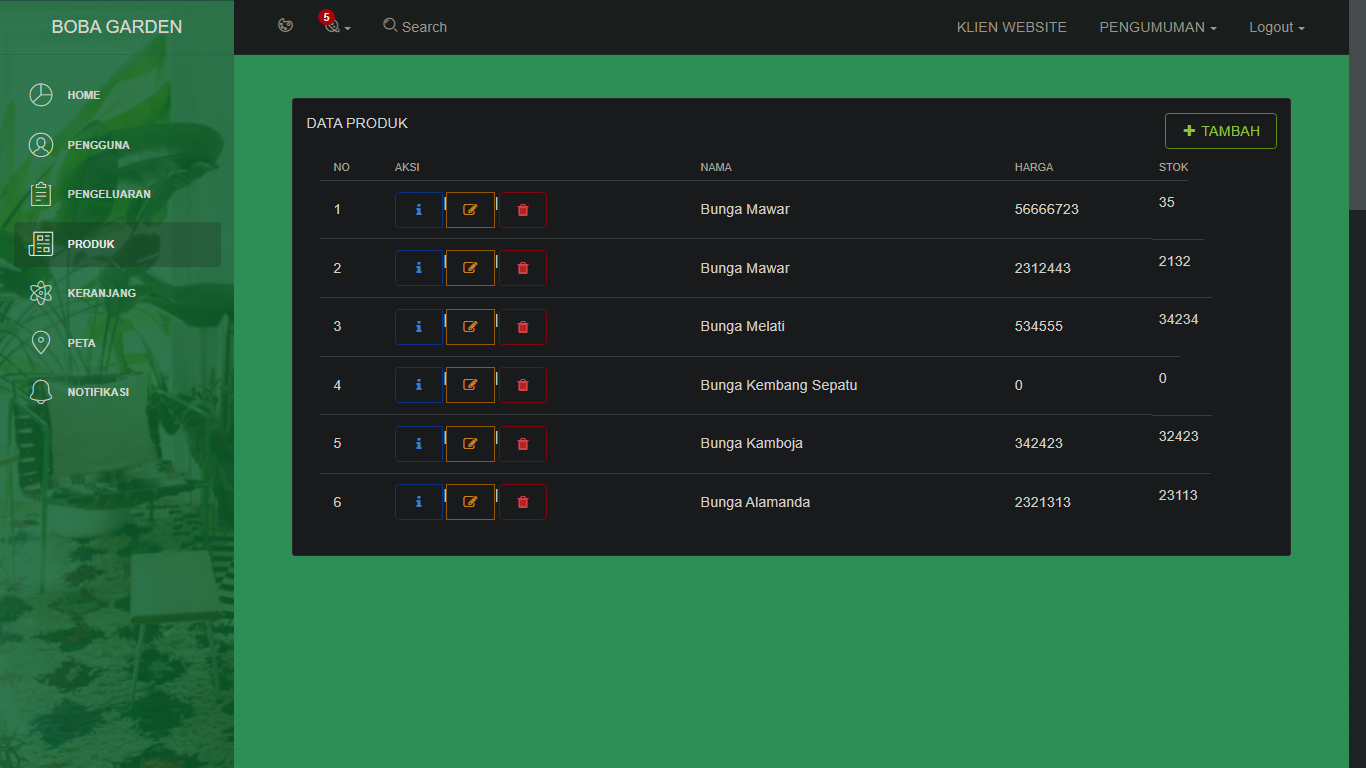 BOBA GARDEN
5
Search
KLIEN WEBSITE
PENGUMUMAN
Logout
HOME
PENGGUNA
PENGELUARAN
PRODUK
KERANJANG
PETA
NOTIFIKASI
DATA PRODUK
TAMBAH
NO AKSI NAMA HARGA STOK
1 Bunga Mawar 56666723 35
2 Bunga Mawar 2312443 2132
3 Bunga Melati 534555 34234
4 Bunga Kembang Sepatu 0 0
5 Bunga Kamboja 342423 32423
6 Bunga Alamanda 2321313 23113